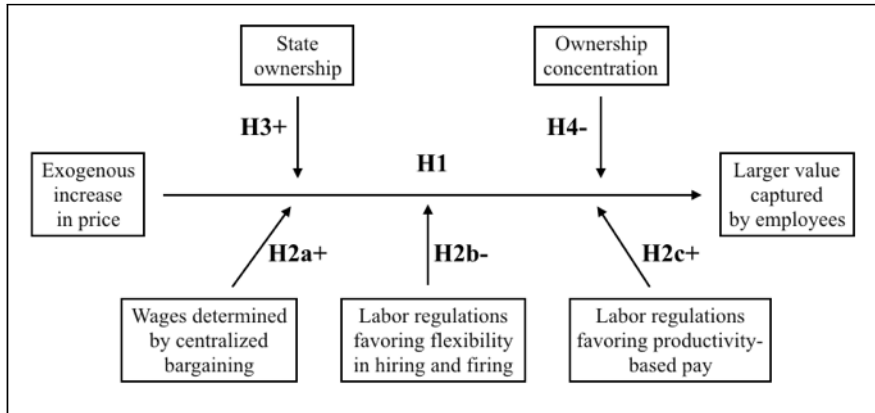 State
ownership
Ownership
concentration
H3+
H4-
H1
Exogenous
increase
in price
Larger value
captured
by employees
H2a+
H2b-
H2c+
Wages determined
by centralized
bargaining
Labor regulations
favoring flexibility
in hiring and firing
Labor regulations
favoring productivity-
based pay